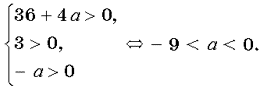 36 + 4a > 0,
3 > 0, ⇔ – 9 < a < 0.
– a > 0